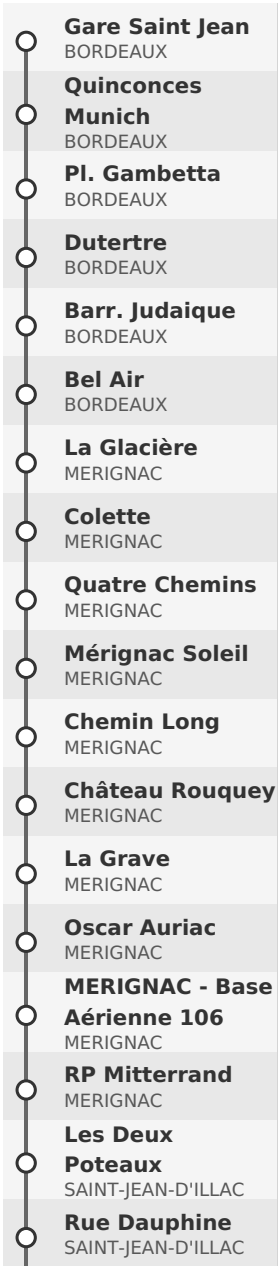 Gare Saint Jean
BORDEAUX
Quinconces
Munich
BORDEAUX
Pl. Gambetta
BORDEAUX
Dutertre
BORDEAUX
Barr. Judaique
BORDEAUX
Bel Air
BORDEAUX
La Glacière
MERIGNAC
Colette
MERIGNAC
Quatre Chemins
MERIGNAC
Mérignac Soleil
MERIGNAC
Chemin Long
MERIGNAC
Château Rouquey
MERIGNAC
La Grave
MERIGNAC
Oscar Auriac
MERIGNAC
MERIGNAC - Base
Aérienne 106
MERIGNAC
RP Mitterrand
MERIGNAC
Les Deux
Poteaux
SAINT-JEAN-D'ILLAC
Rue Dauphine
SAINT-JEAN-D'ILLAC